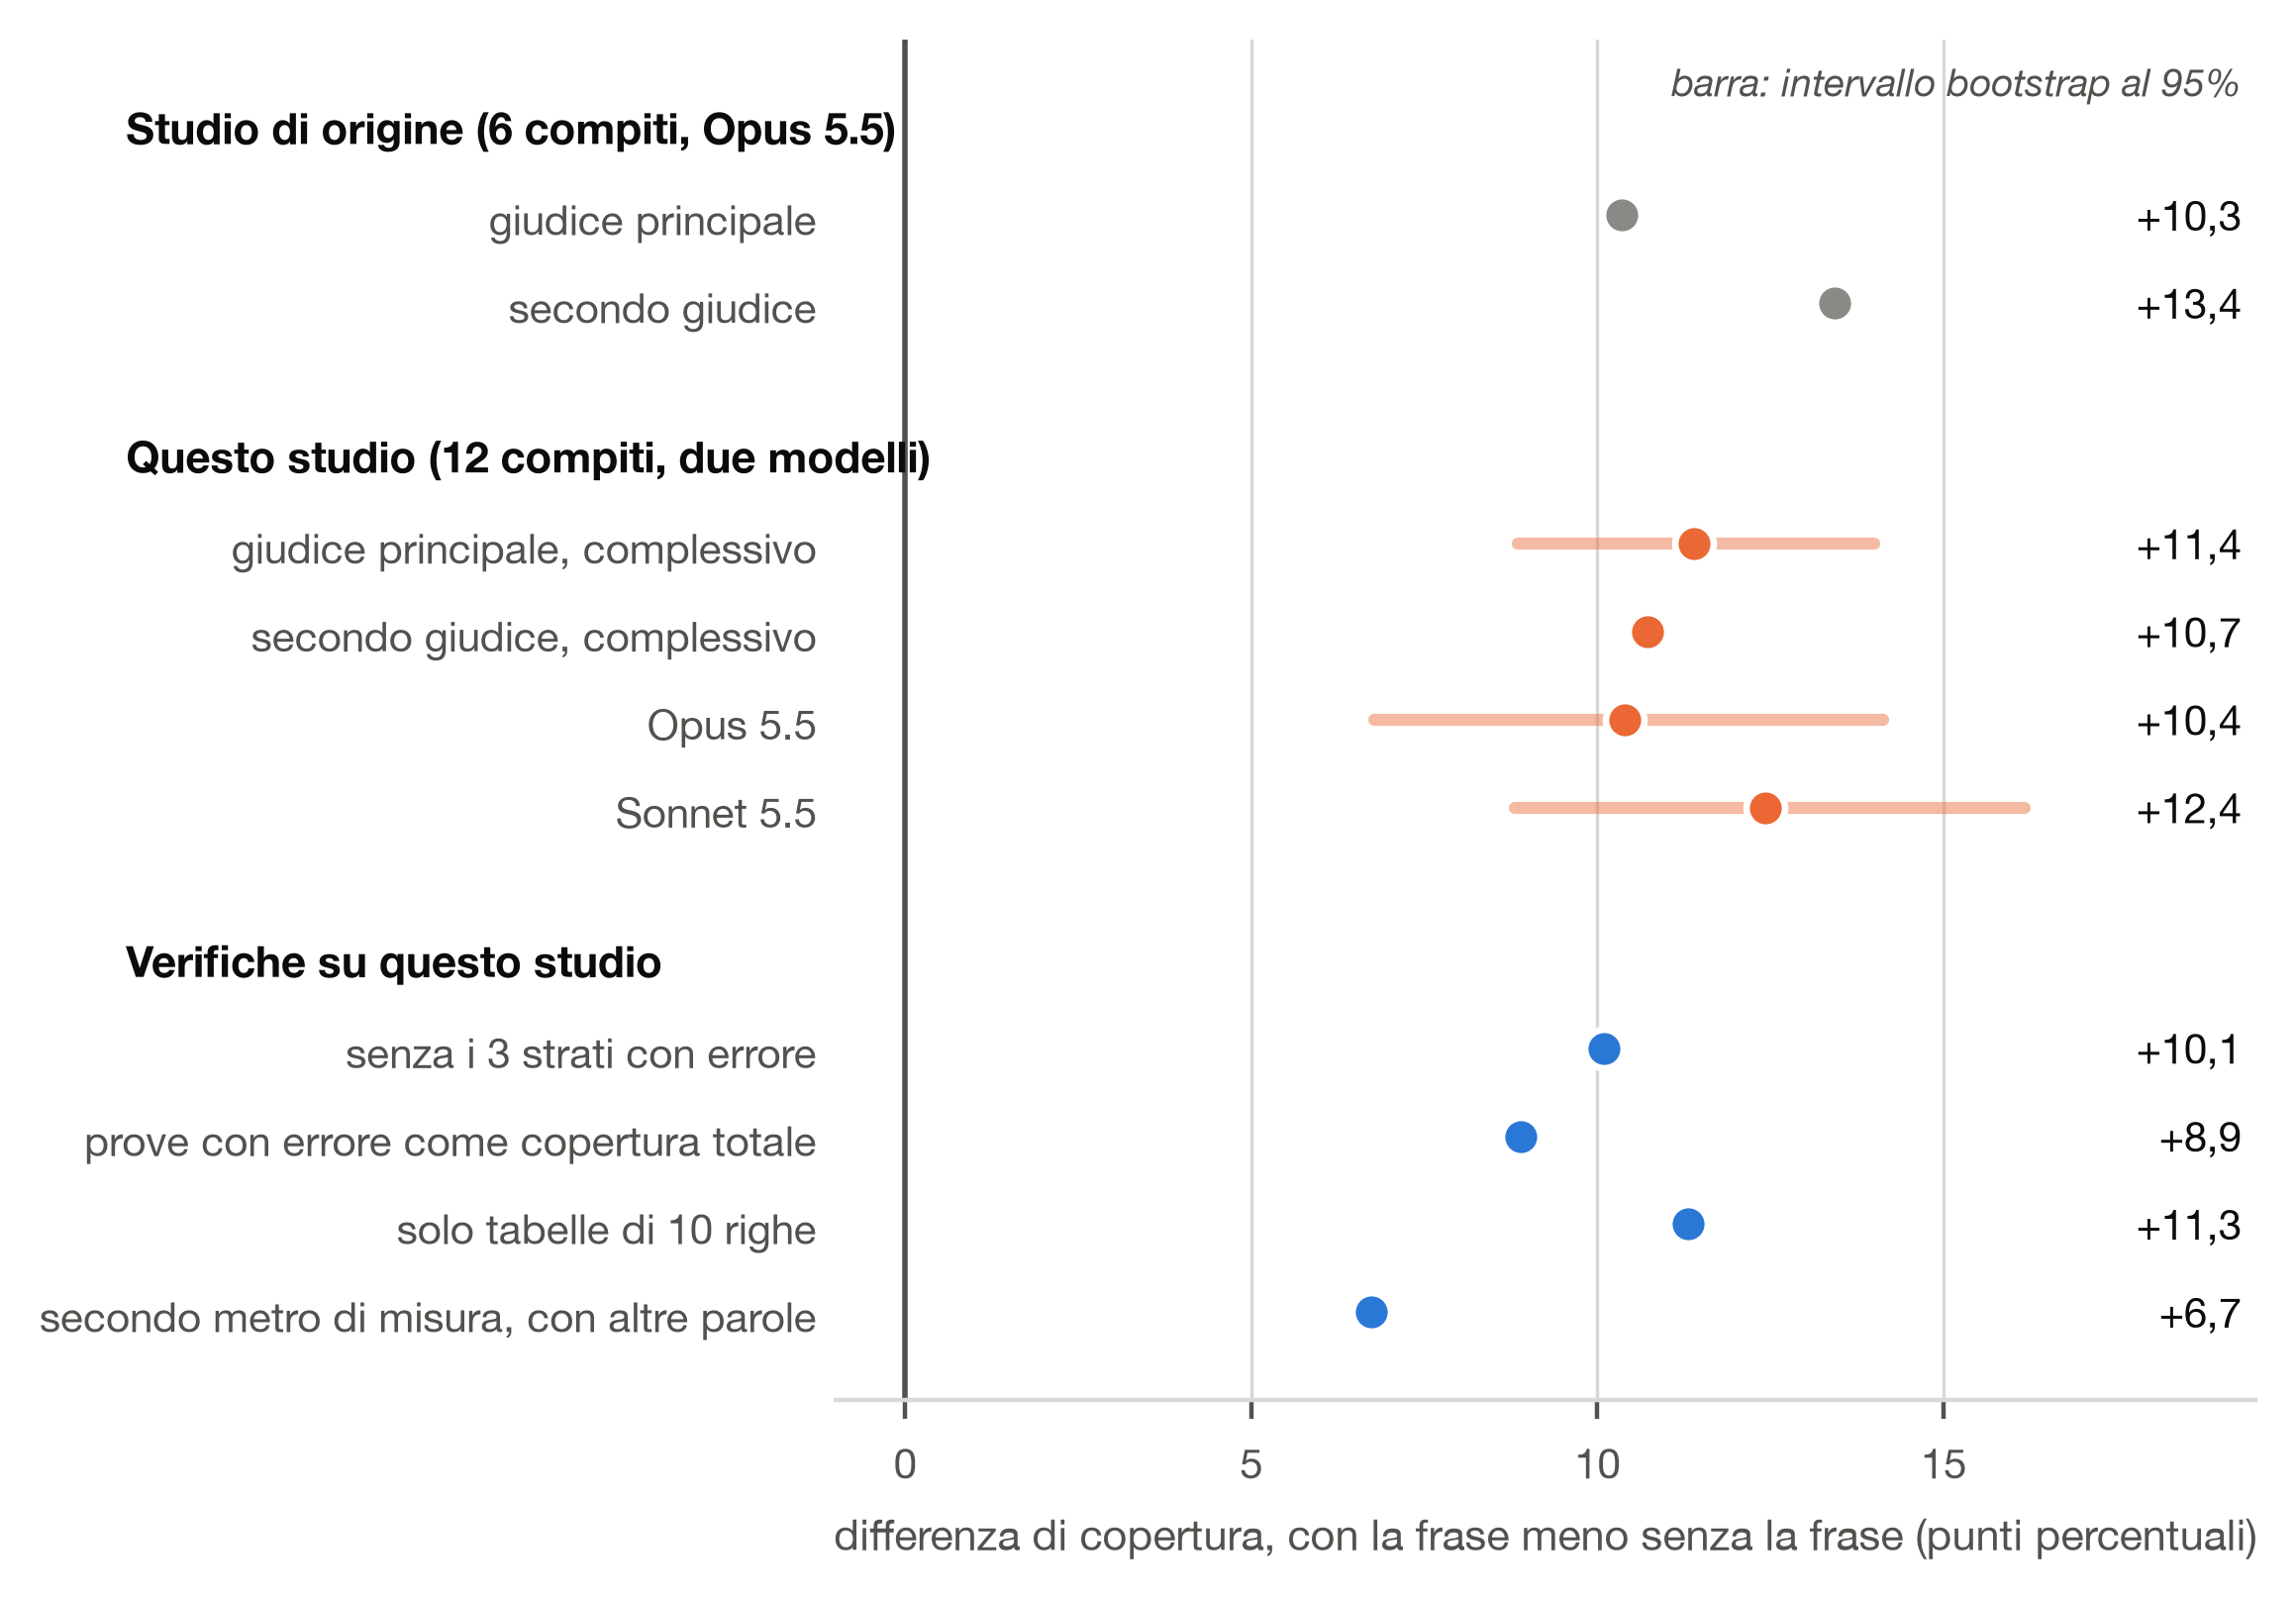 barra: intervallo bootstrap al 95%
Studio di origine (6 compiti, Opus 5.5)
giudice principale +10,3
secondo giudice +13,4
Questo studio (12 compiti, due modelli)
giudice principale, complessivo +11,4
secondo giudice, complessivo +10,7
Opus 5.5 +10,4
Sonnet 5.5 +12,4
Verifiche su questo studio
senza i 3 strati con errore +10,1
prove con errore come copertura totale +8,9
solo tabelle di 10 righe +11,3
secondo metro di misura, con altre parole +6,7
0 5 10 15
differenza di copertura, con la frase meno senza la frase (punti percentuali)